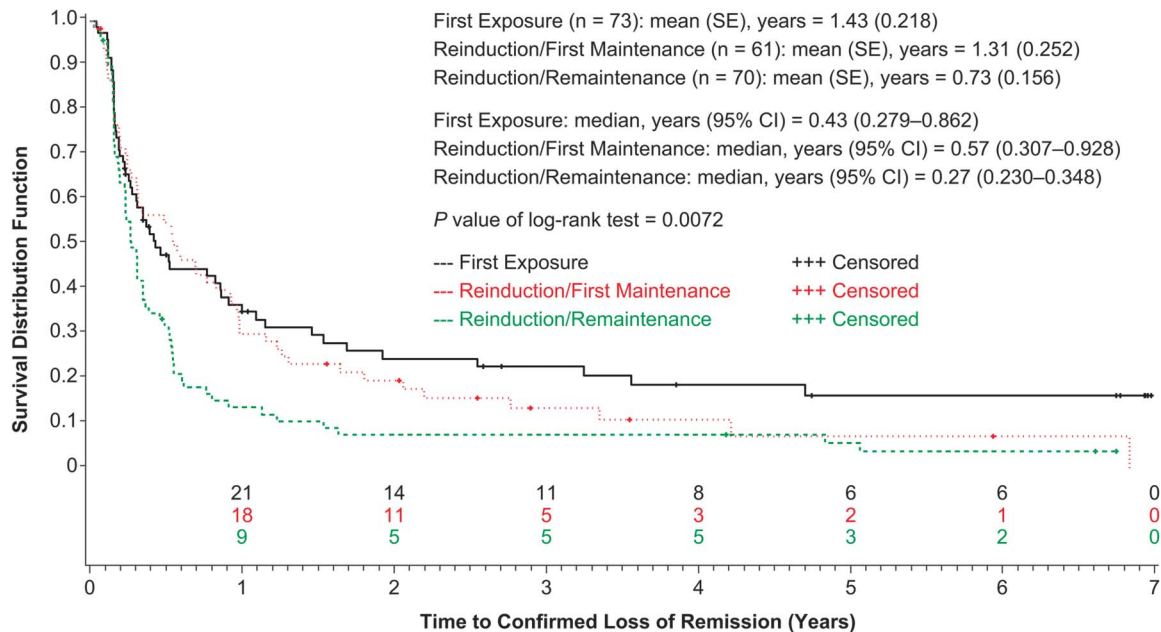 First Exposure (n = 73): mean (SE), years = 1.43 (0.218)
Reinduction/First Maintenance (n = 61): mean (SE), years = 1.31 (0.252)
Reinduction/Remaintenance (n = 70): mean (SE), years = 0.73 (0.156)
First Exposure: median, years (95% CI) = 0.43 (0.279–0.862)
Reinduction/First Maintenance: median, years (95% CI) = 0.57 (0.307–0.928)
Reinduction/Remaintenance: median, years (95% CI) = 0.27 (0.230–0.348)
P value of log-rank test = 0.0072
--- First Exposure +++ Censored
--- Reinduction/First Maintenance +++ Censored
--- Reinduction/Remaintenance +++ Censored
Survival Distribution Function
1.0
0.9
0.8
0.7
0.6
0.5
0.4
0.3
0.2
0.1
0
21 14 11 8 6 6 0
18 11 5 3 2 1 0
9 5 5 5 3 2 0
0 1 2 3 4 5 6 7
Time to Confirmed Loss of Remission (Years)